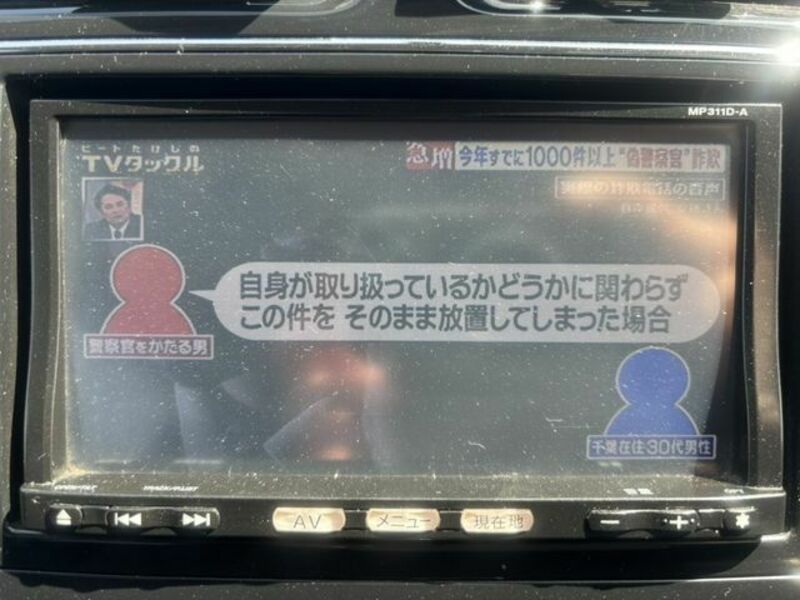 MP311D-A
ビートたけしの
TVタックル
急増 今年すでに1000件以上"偽警察官"詐欺
実際の詐欺電話の音声
自身が取り扱っているかどうかに関わらず
この件を そのまま放置してしまった場合
警察官をかたる男
千葉在住30代男性
AV
メニュー
現在地